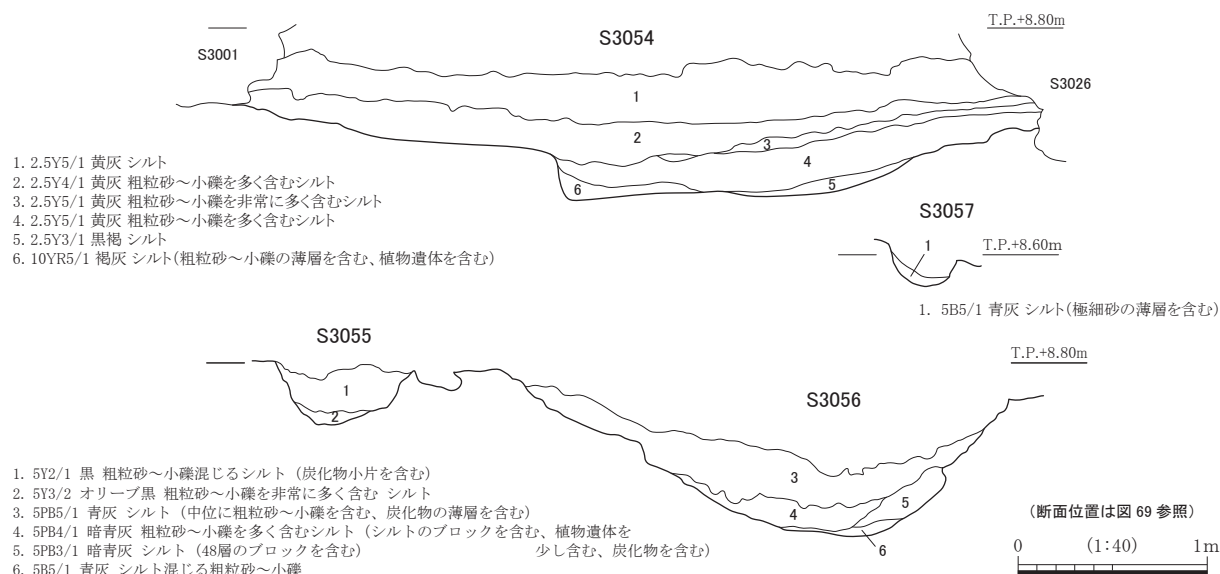 T.P.+8.80m
S3054
S3001
S3026
1
2
3
4
5
6
1. 2.5Y5/1 黄灰 シルト
2. 2.5Y4/1 黄灰 粗粒砂～小礫を多く含むシルト
3. 2.5Y5/1 黄灰 粗粒砂～小礫を非常に多く含むシルト
4. 2.5Y5/1 黄灰 粗粒砂～小礫を多く含むシルト
5. 2.5Y3/1 黒褐 シルト
6. 10YR5/1 褐灰 シルト(粗粒砂～小礫の薄層を含む、植物遺体を含む)
S3057
1
T.P.+8.60m
1. 5B5/1 青灰 シルト(極細砂の薄層を含む)
S3055
T.P.+8.80m
1
2
S3056
3
4
5
6
1. 5Y2/1 黒 粗粒砂～小礫混じるシルト (炭化物小片を含む)
2. 5Y3/2 オリーブ黒 粗粒砂～小礫を非常に多く含む シルト
3. 5PB5/1 青灰 シルト (中位に粗粒砂～小礫を含む、炭化物の薄層を含む)
4. 5PB4/1 暗青灰 粗粒砂～小礫を多く含むシルト (シルトのブロックを含む、植物遺体を
5. 5PB3/1 暗青灰 シルト (48層のブロックを含む) 少し含む、炭化物を含む)
6. 5B5/1 青灰 シルト混じる粗粒砂～小礫
(断面位置は図 69 参照)
0 (1:40) 1m